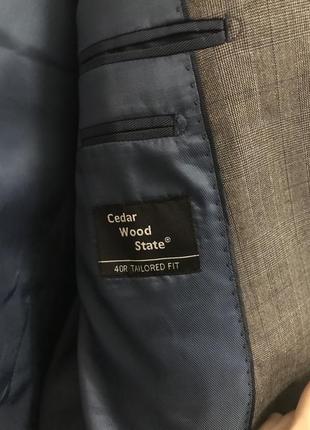 Cedar
Wood
State®
40R TAILORED FIT